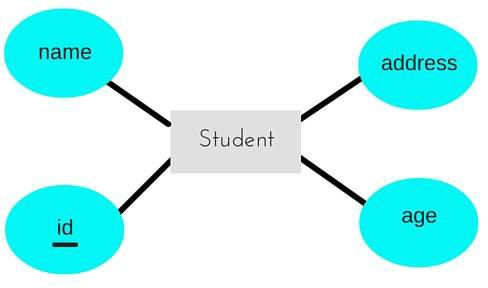 name
address
Student
id
age